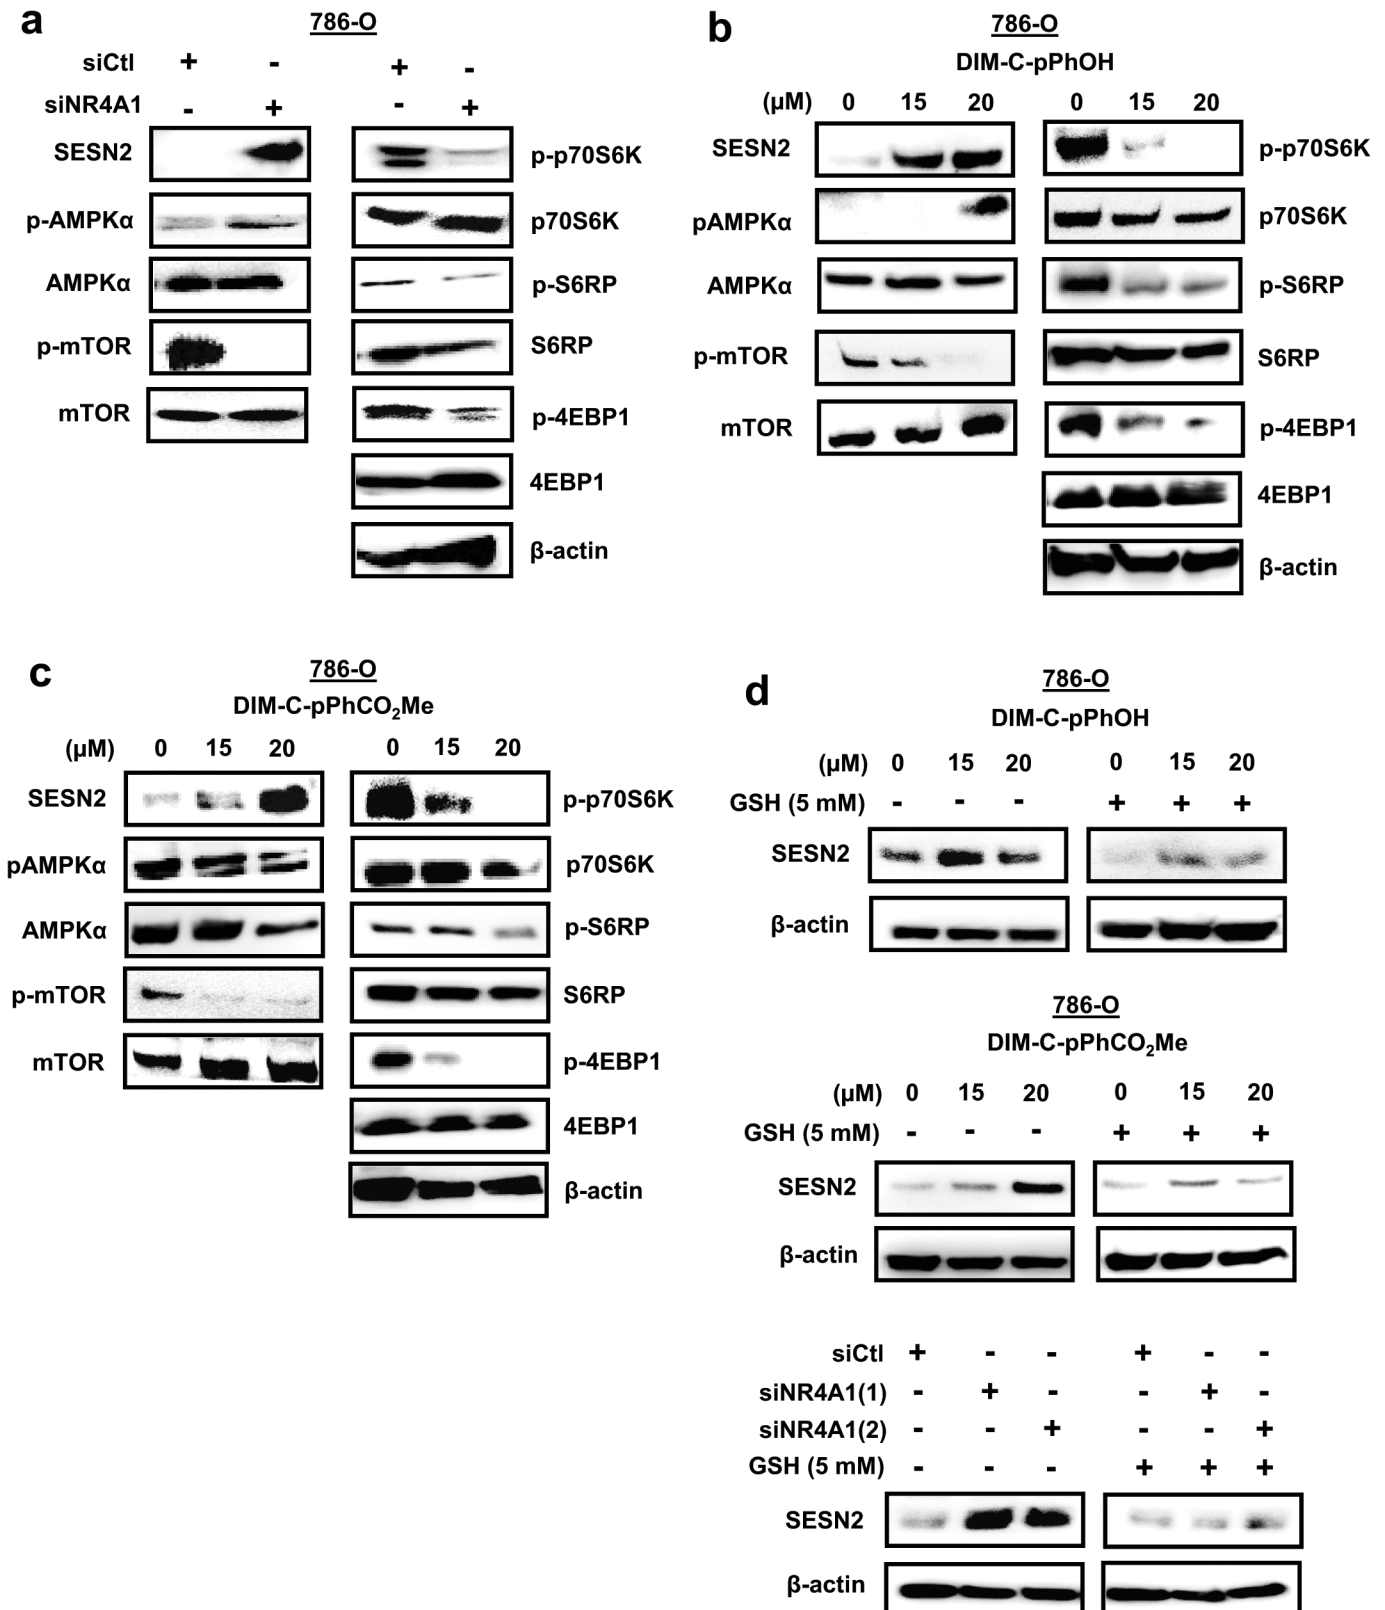 a
786-O
siCtl + - + -
siNR4A1 - + - +
SESN2 p-p70S6K
p-AMPKα p70S6K
AMPKα p-S6RP
p-mTOR S6RP
mTOR p-4EBP1
4EBP1
β-actin
b
786-O
DIM-C-pPhOH
(μM) 0 15 20 0 15 20
SESN2 p-p70S6K
pAMPKα p70S6K
AMPKα p-S6RP
p-mTOR S6RP
mTOR p-4EBP1
4EBP1
β-actin
c
786-O
DIM-C-pPhCO₂Me
(μM) 0 15 20 0 15 20
SESN2 p-p70S6K
pAMPKα p70S6K
AMPKα p-S6RP
p-mTOR S6RP
mTOR p-4EBP1
4EBP1
β-actin
d
786-O
DIM-C-pPhOH
(μM) 0 15 20 0 15 20
GSH (5 mM) - - - + + +
SESN2
β-actin
786-O
DIM-C-pPhCO₂Me
(μM) 0 15 20 0 15 20
GSH (5 mM) - - - + + +
SESN2
β-actin
siCtl + - - + - -
siNR4A1(1) - + - - + -
siNR4A1(2) - - + - - +
GSH (5 mM) - - - + + +
SESN2
β-actin